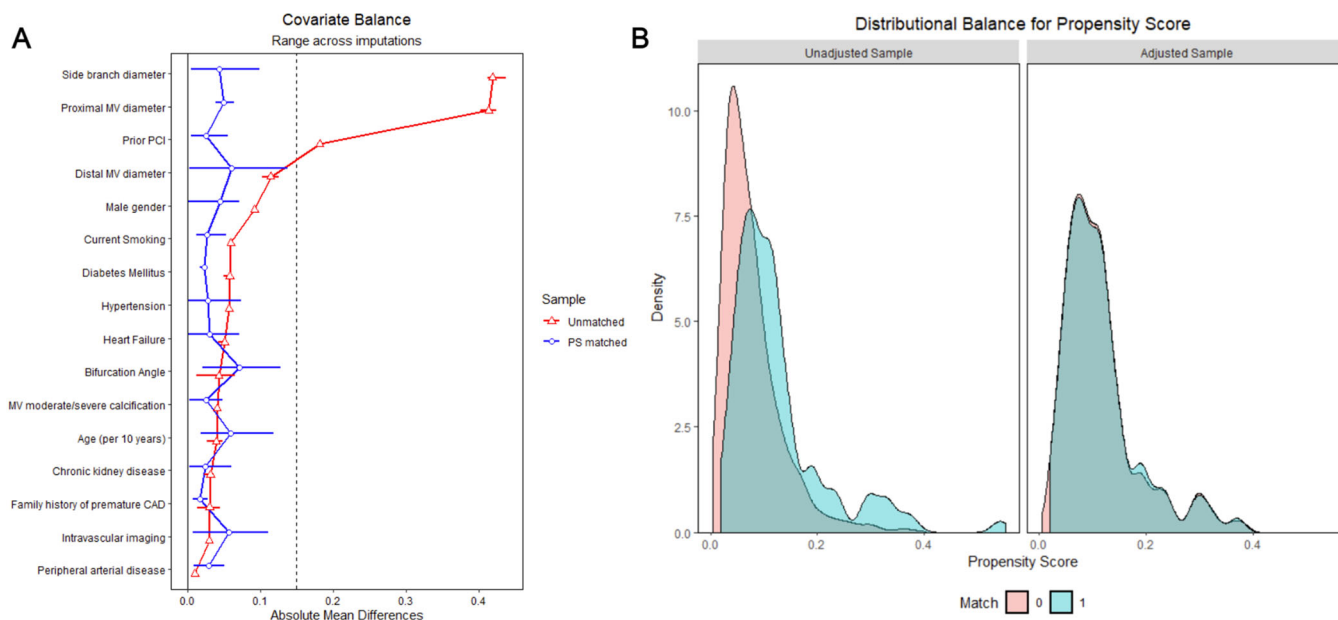 A
Covariate Balance
Range across imputations
Side branch diameter
Proximal MV diameter
Prior PCI
Distal MV diameter
Male gender
Current Smoking
Diabetes Mellitus
Hypertension
Heart Failure
Bifurcation Angle
MV moderate/severe calcification
Age (per 10 years)
Chronic kidney disease
Family history of premature CAD
Intravascular imaging
Peripheral arterial disease
0.0 0.1 0.2 0.3 0.4
Absolute Mean Differences
Sample
Unmatched
PS matched
B
Distributional Balance for Propensity Score
Unadjusted Sample
Adjusted Sample
10.0
7.5
5.0
2.5
0.0
Density
0.0 0.2 0.4
0.0 0.2 0.4
Propensity Score
Match 0 1